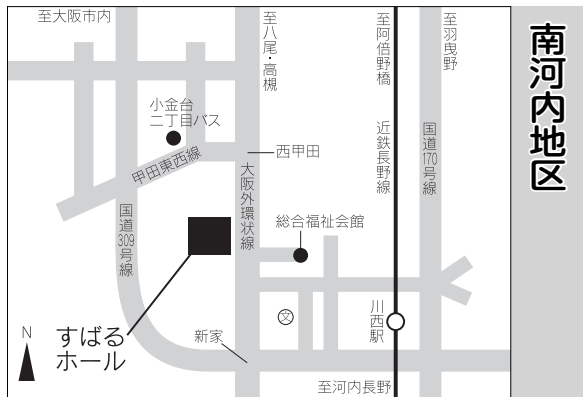 南河内地区
至大阪市内
至八尾・高槻
至阿倍野橋
至羽曳野
小金台
二丁目バス
西甲田
甲田東西線
大阪外環状線
近鉄長野線
国道170号線
国道309号線
総合福祉会館
文
川西駅
新家
すばる
ホール
N
至河内長野